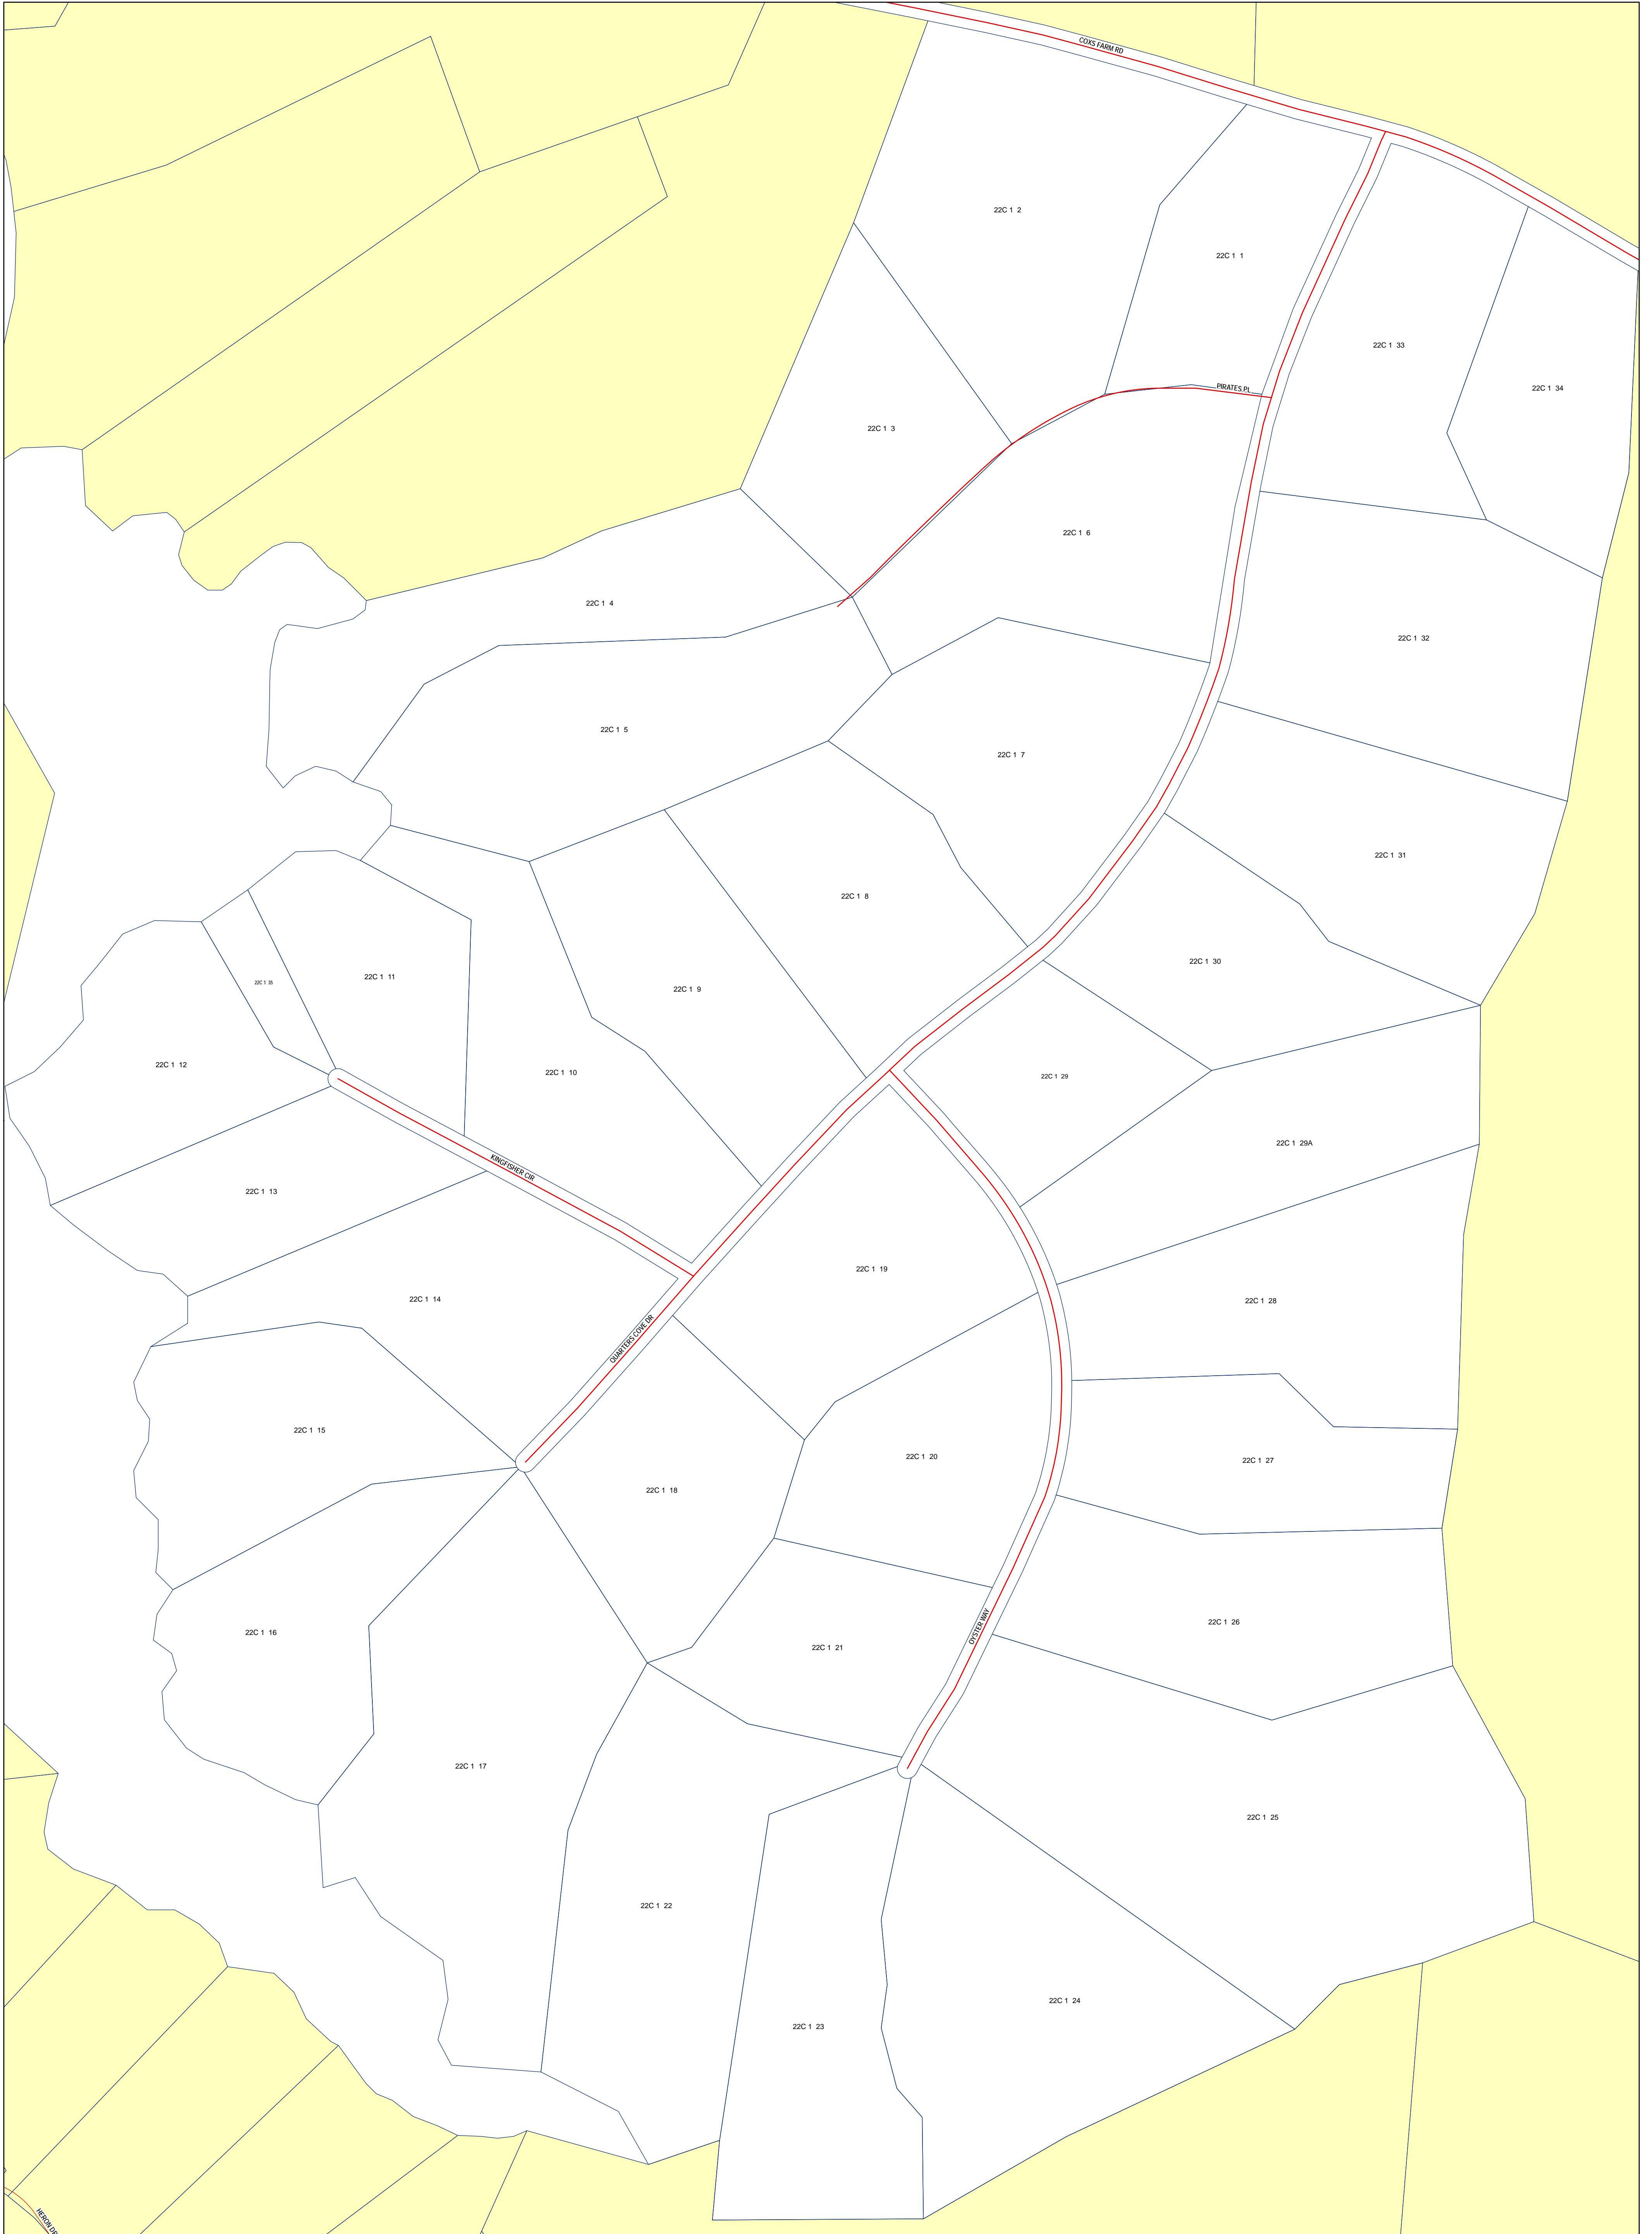 COXS FARM RD
22C 1 2
22C 1 1
22C 1 33
PIRATES PL
22C 1 34
22C 1 3
22C 1 6
22C 1 4
22C 1 32
22C 1 5
22C 1 7
22C 1 31
22C 1 8
22C 1 30
22C 1 11
22C 1 35
22C 1 9
22C 1 12
22C 1 10
22C 1 29
22C 1 29A
KINGFISHER CIR
22C 1 13
22C 1 19
22C 1 14
22C 1 28
QUARTERS COVE DR
22C 1 15
22C 1 20
22C 1 27
22C 1 18
22C 1 16
22C 1 26
OYSTER WAY
22C 1 21
22C 1 17
22C 1 25
22C 1 22
22C 1 24
22C 1 23
HERON DR